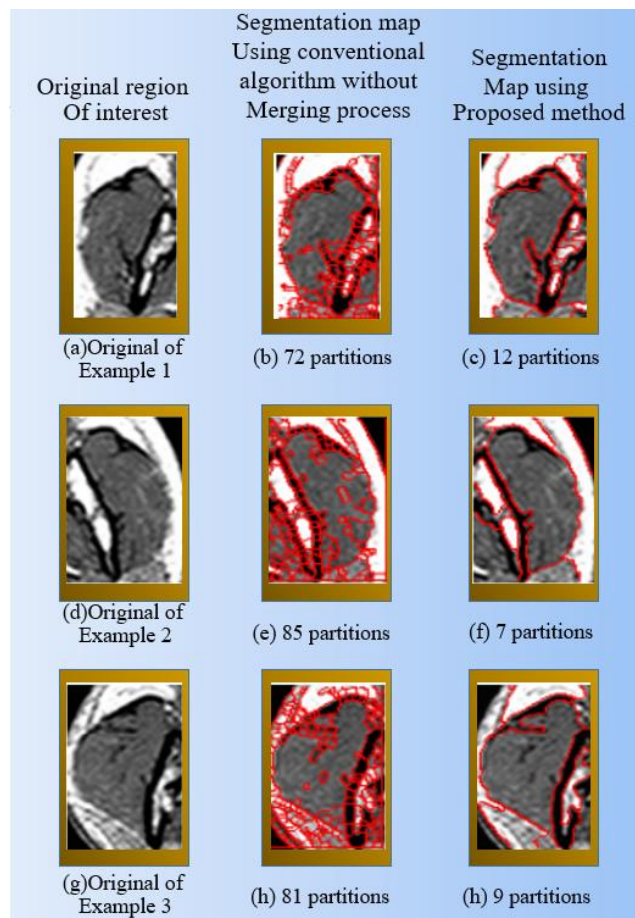 Original region
Of interest
Segmentation map
Using conventional
algorithm without
Merging process
Segmentation
Map using
Proposed method
(a)Original of
Example 1
(b) 72 partitions
(c) 12 partitions
(d)Original of
Example 2
(e) 85 partitions
(f) 7 partitions
(g)Original of
Example 3
(h) 81 partitions
(h) 9 partitions